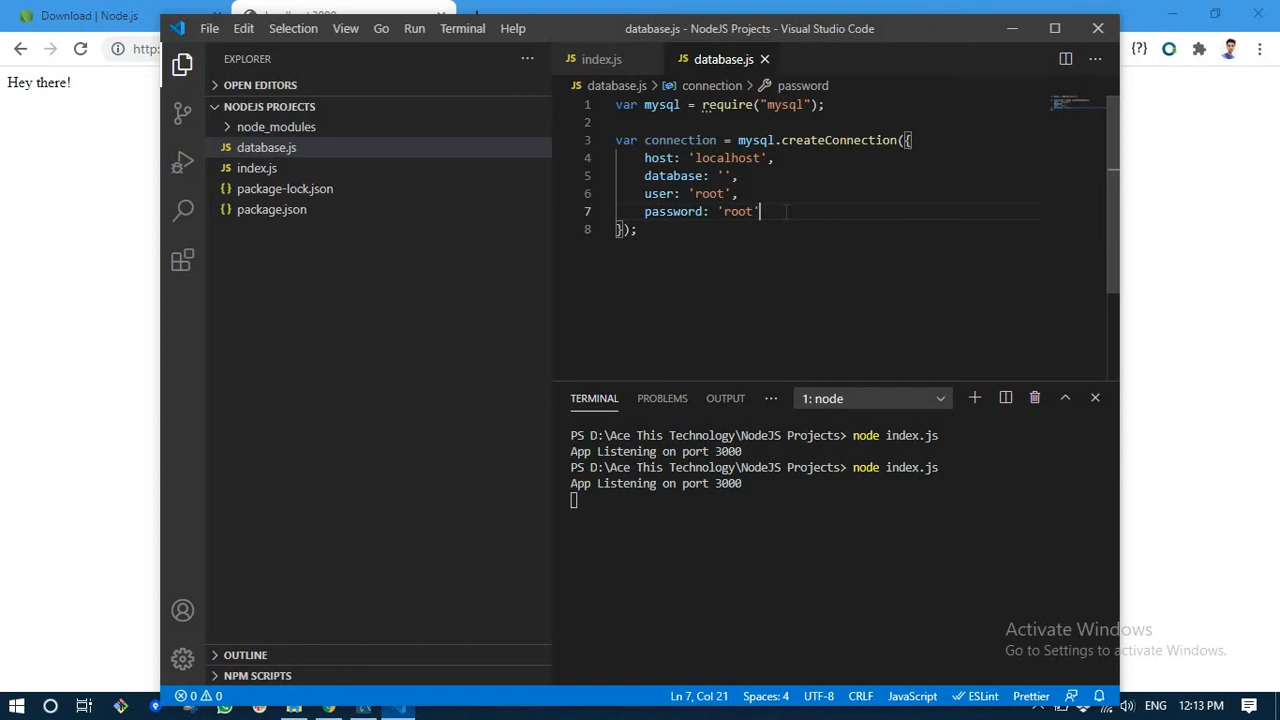 Download | Node.js
http:
Hey there!
File Edit Selection View Go Run Terminal Help
database.js - NodeJS Projects - Visual Studio Code
EXPLORER
OPEN EDITORS
NODEJS PROJECTS
node_modules
JS database.js
JS index.js
{} package-lock.json
{} package.json
OUTLINE
NPM SCRIPTS
JS index.js
JS database.js
JS database.js > connection > password
1 var mysql = require("mysql");
2
3 var connection = mysql.createConnection({
4 host: 'localhost',
5 database: '',
6 user: 'root',
7 password: 'root'
8 });
TERMINAL PROBLEMS OUTPUT ... 1: node
PS D:\Ace This Technology\NodeJS Projects> node index.js
App Listening on port 3000
PS D:\Ace This Technology\NodeJS Projects> node index.js
App Listening on port 3000
Activate Windows
Go to Settings to activate Windows.
0 0 Ln 7, Col 21 Spaces: 4 UTF-8 CRLF JavaScript ESLint Prettier
ENG 12:13 PM